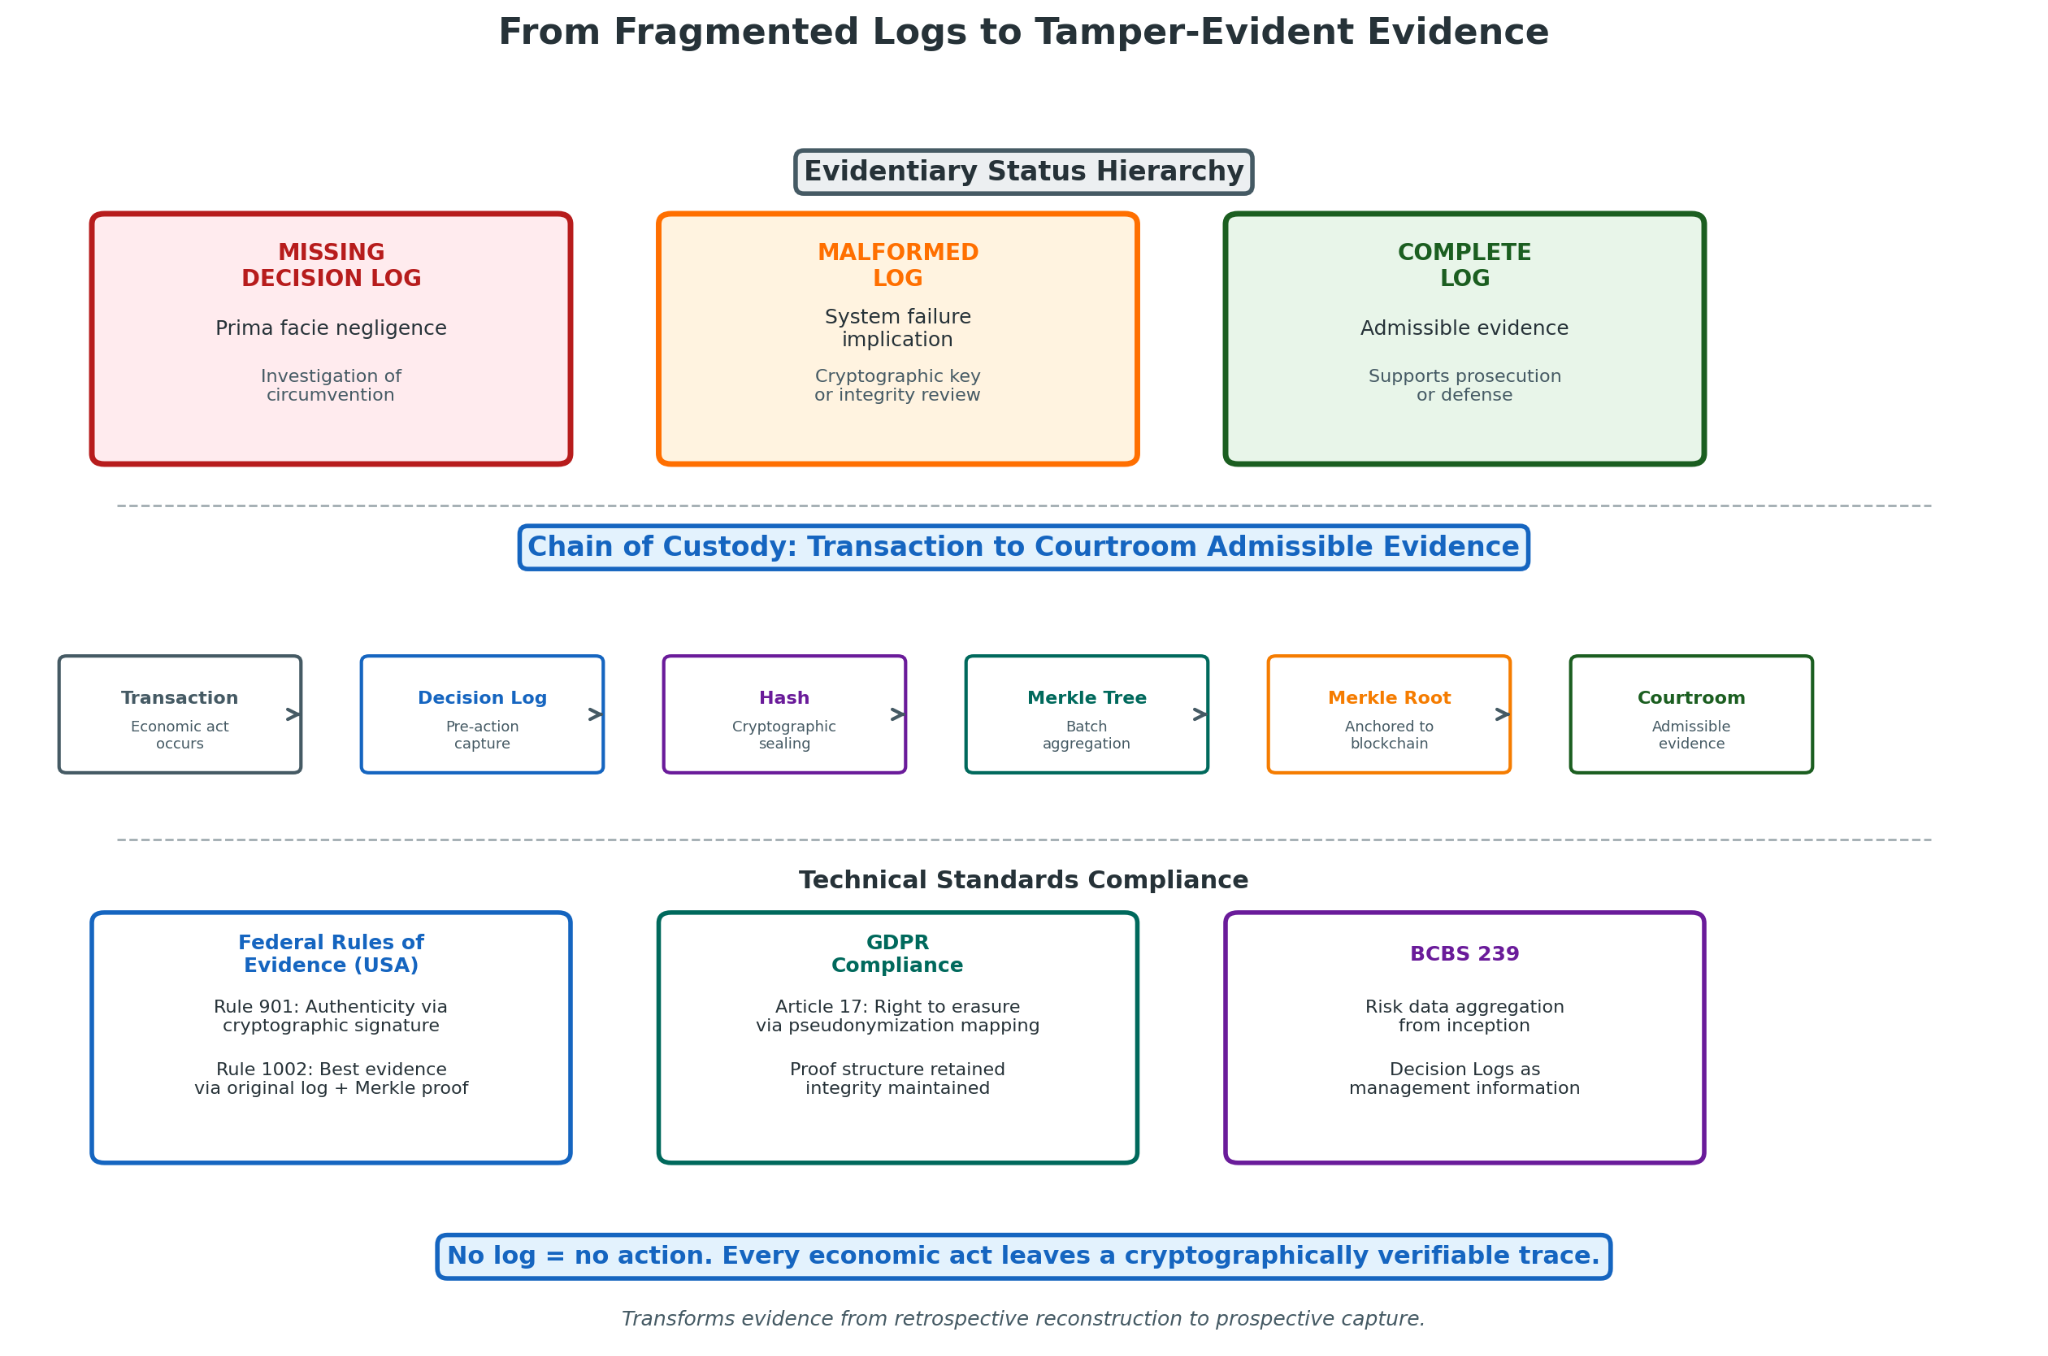 From Fragmented Logs to Tamper-Evident Evidence
Evidentiary Status Hierarchy
MISSING
DECISION LOG
Prima facie negligence
Investigation of
circumvention
MALFORMED
LOG
System failure
implication
Cryptographic key
or integrity review
COMPLETE
LOG
Admissible evidence
Supports prosecution
or defense
Chain of Custody: Transaction to Courtroom Admissible Evidence
Transaction
Economic act
occurs
Decision Log
Pre-action
capture
Hash
Cryptographic
sealing
Merkle Tree
Batch
aggregation
Merkle Root
Anchored to
blockchain
Courtroom
Admissible
evidence
Technical Standards Compliance
Federal Rules of
Evidence (USA)
Rule 901: Authenticity via
cryptographic signature
Rule 1002: Best evidence
via original log + Merkle proof
GDPR
Compliance
Article 17: Right to erasure
via pseudonymization mapping
Proof structure retained
integrity maintained
BCBS 239
Risk data aggregation
from inception
Decision Logs as
management information
No log = no action. Every economic act leaves a cryptographically verifiable trace.
Transforms evidence from retrospective reconstruction to prospective capture.